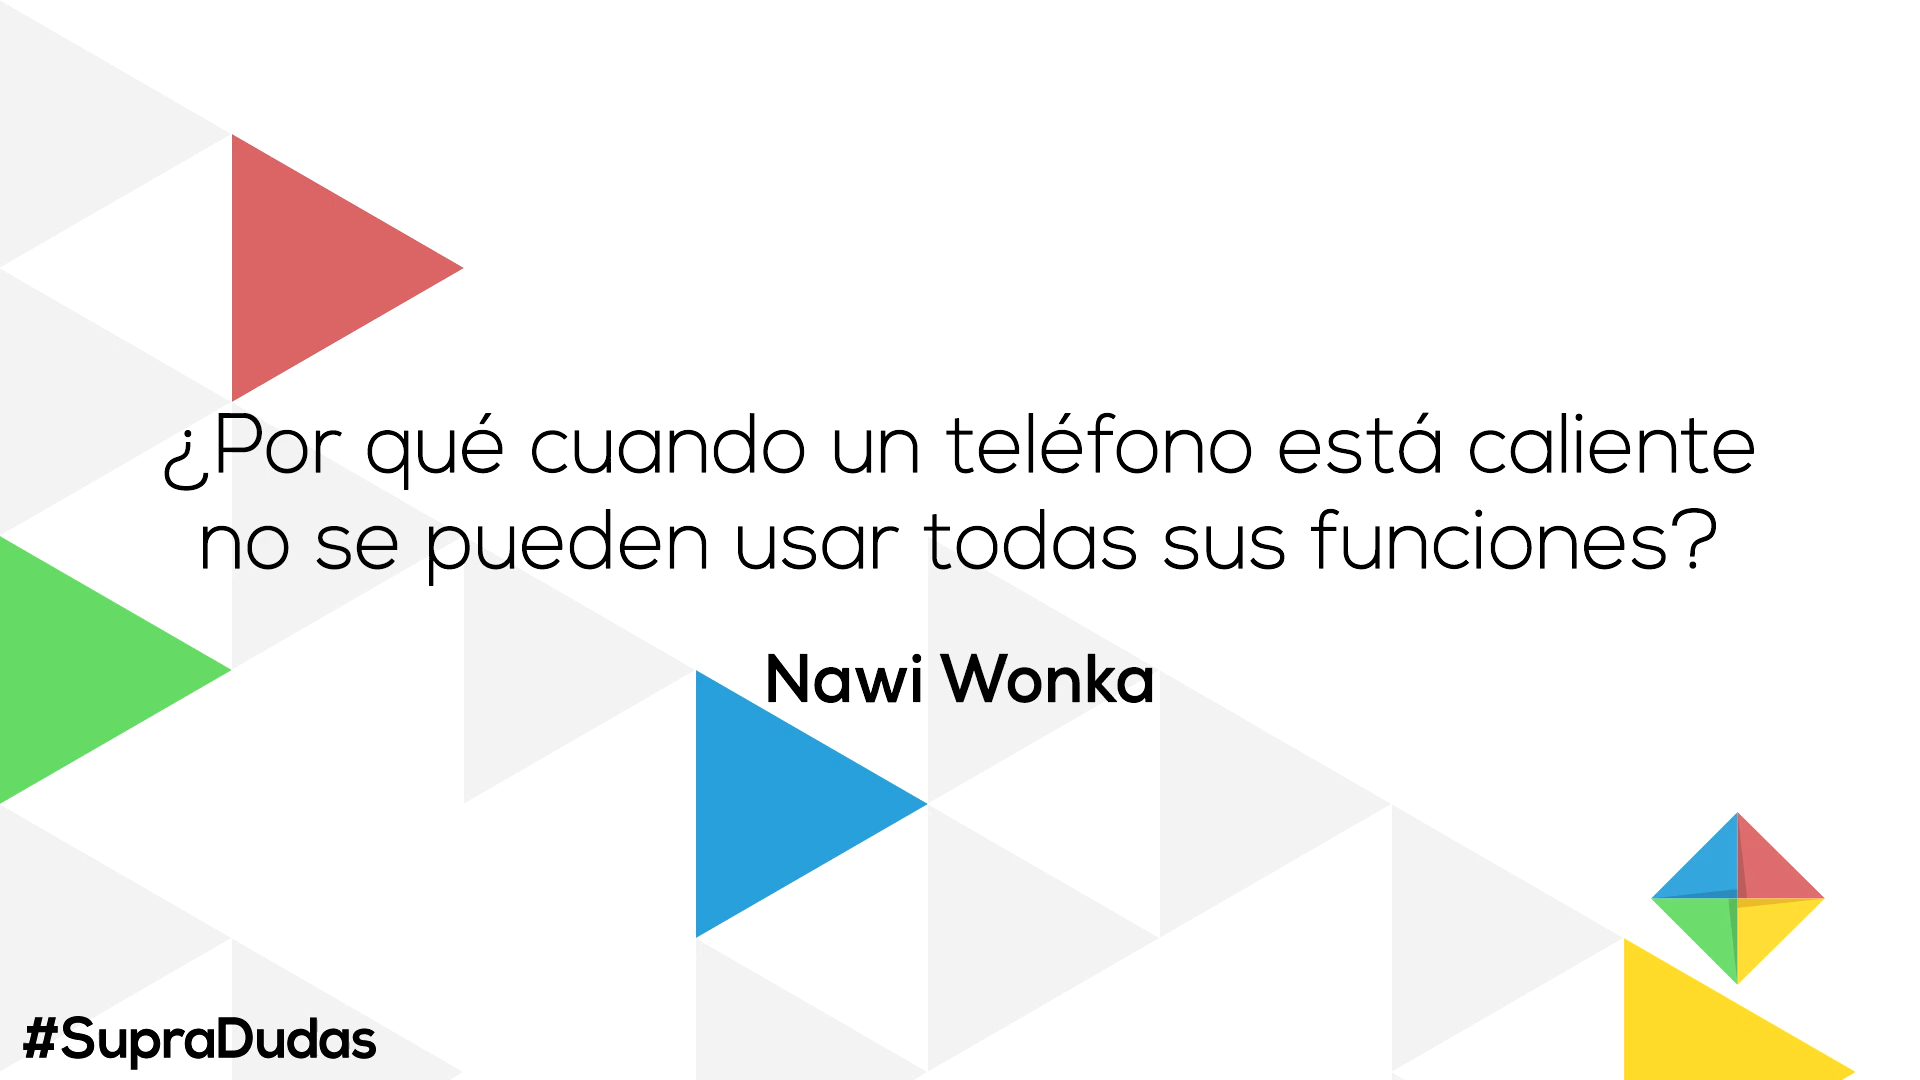 ¿Por qué cuando un teléfono está caliente
no se pueden usar todas sus funciones?
Nawi Wonka
#SupraDudas